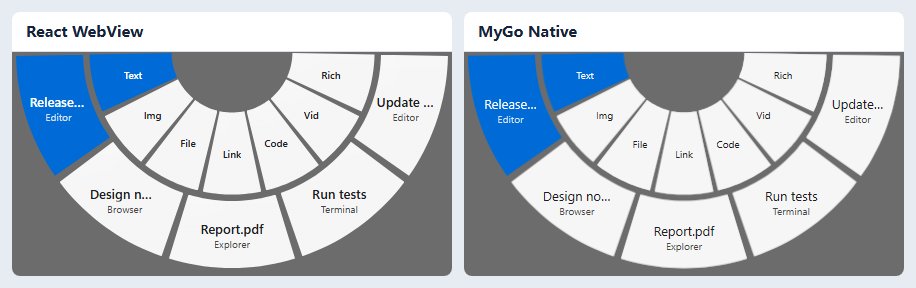 React WebView
Text
Img
File
Link
Code
Vid
Rich
Release...
Editor
Design n...
Browser
Report.pdf
Explorer
Run tests
Terminal
Update ...
Editor
MyGo Native
Text
Img
File
Link
Code
Vid
Rich
Release...
Editor
Design no...
Browser
Report.pdf
Explorer
Run tests
Terminal
Update...
Editor